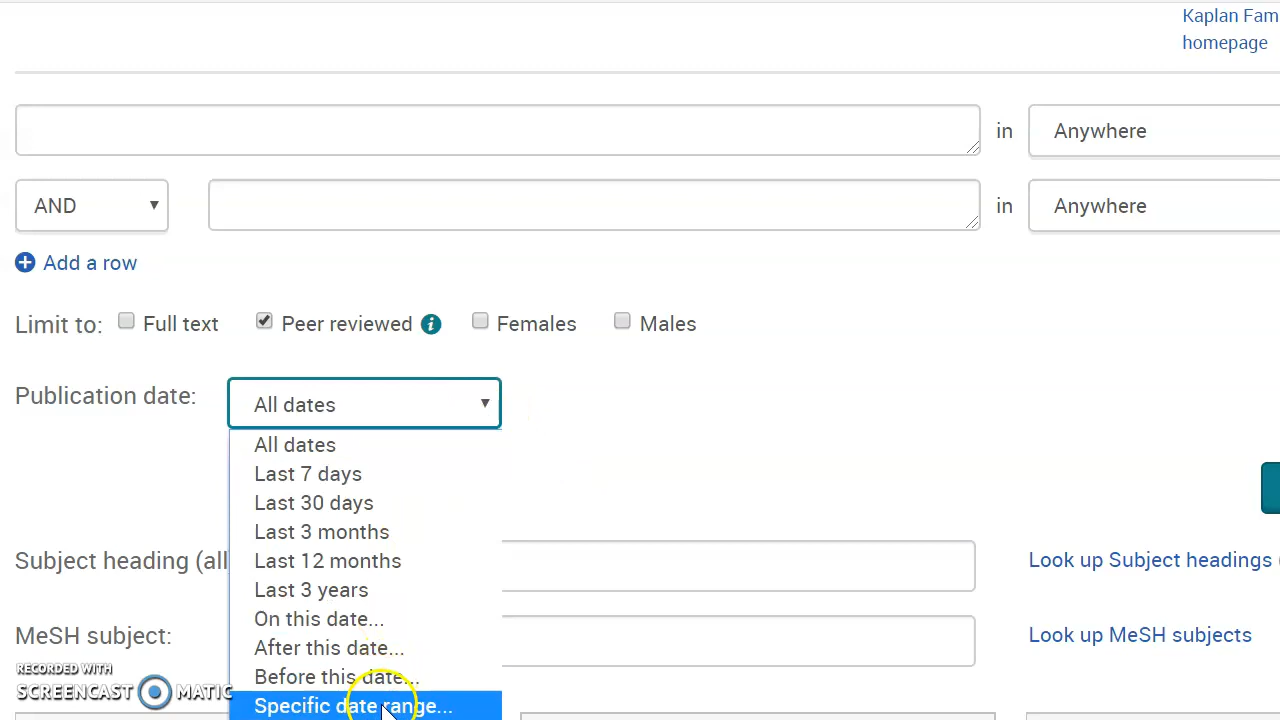 Kaplan Fam
homepage
in Anywhere
AND in Anywhere
Add a row
Limit to: Full text Peer reviewed i Females Males
Publication date: All dates
All dates
Last 7 days
Last 30 days
Last 3 months
Last 12 months
Subject heading (all Look up Subject headings (
Last 3 years
On this date...
MeSH subject: Look up MeSH subjects
After this date...
Before this date...
RECORDED WITH
SCREENCAST MATIC
Specific date range...